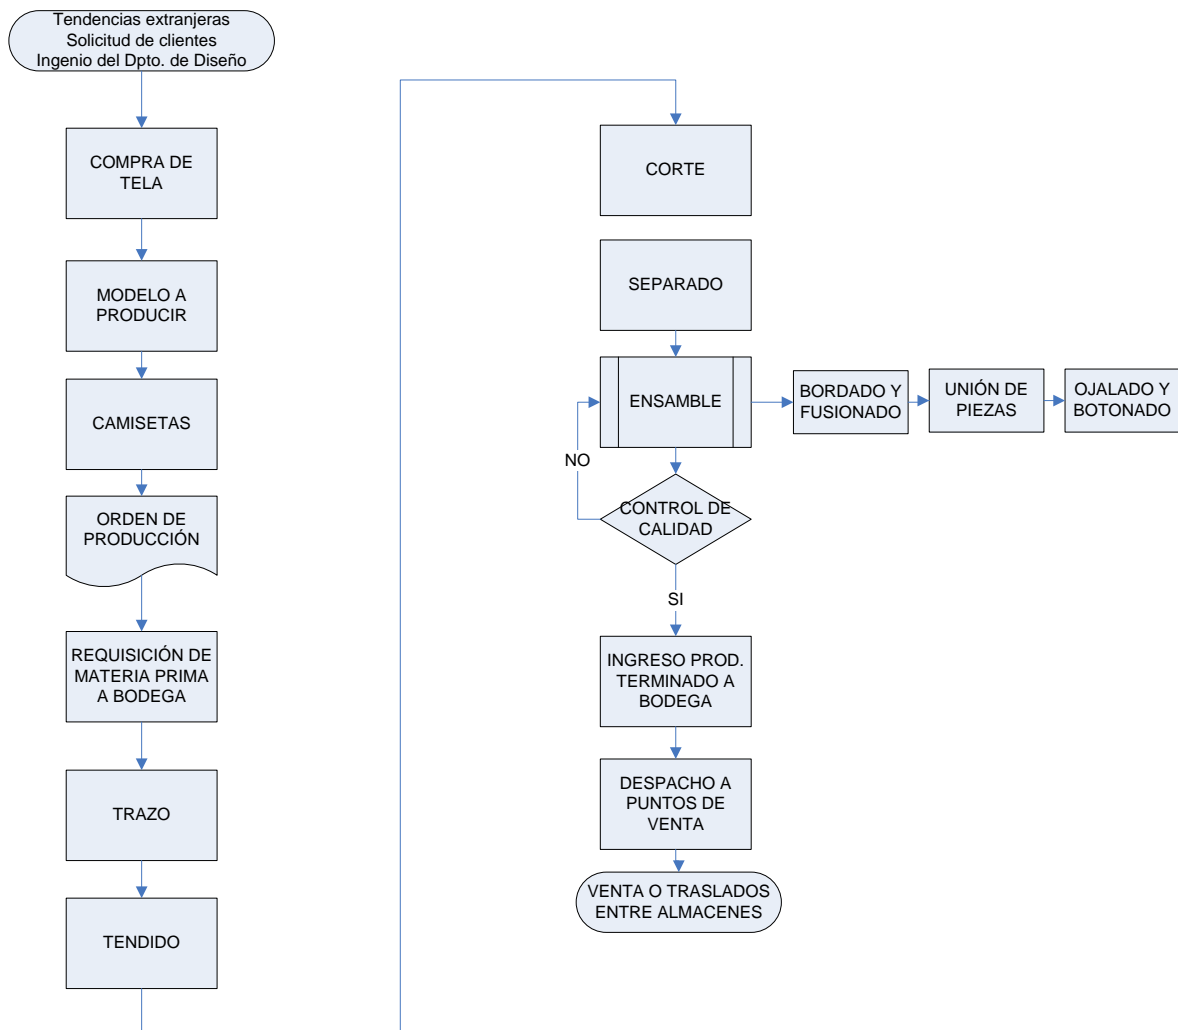 Tendencias extranjeras
Solicitud de clientes
Ingenio del Dpto. de Diseño
COMPRA DE
TELA
MODELO A
PRODUCIR
CAMISETAS
ORDEN DE
PRODUCCIÓN
REQUISICIÓN DE
MATERIA PRIMA
A BODEGA
TRAZO
TENDIDO
CORTE
SEPARADO
ENSAMBLE
BORDADO Y
FUSIONADO
UNIÓN DE
PIEZAS
OJALADO Y
BOTONADO
NO
CONTROL DE
CALIDAD
SI
INGRESO PROD.
TERMINADO A
BODEGA
DESPACHO A
PUNTOS DE
VENTA
VENTA O TRASLADOS
ENTRE ALMACENES